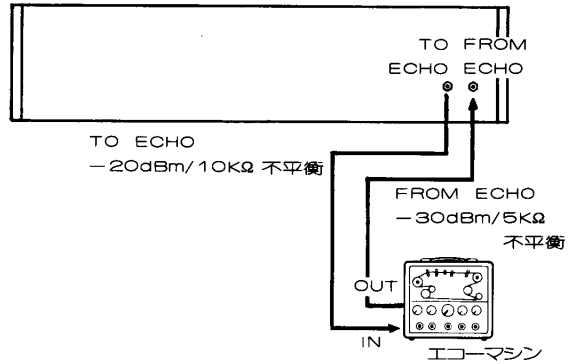 TO FROM
ECHO ECHO
TO ECHO
−20dBm/10KΩ 不平衡
FROM ECHO
−30dBm/5KΩ
不平衡
OUT
IN
エコーマシン